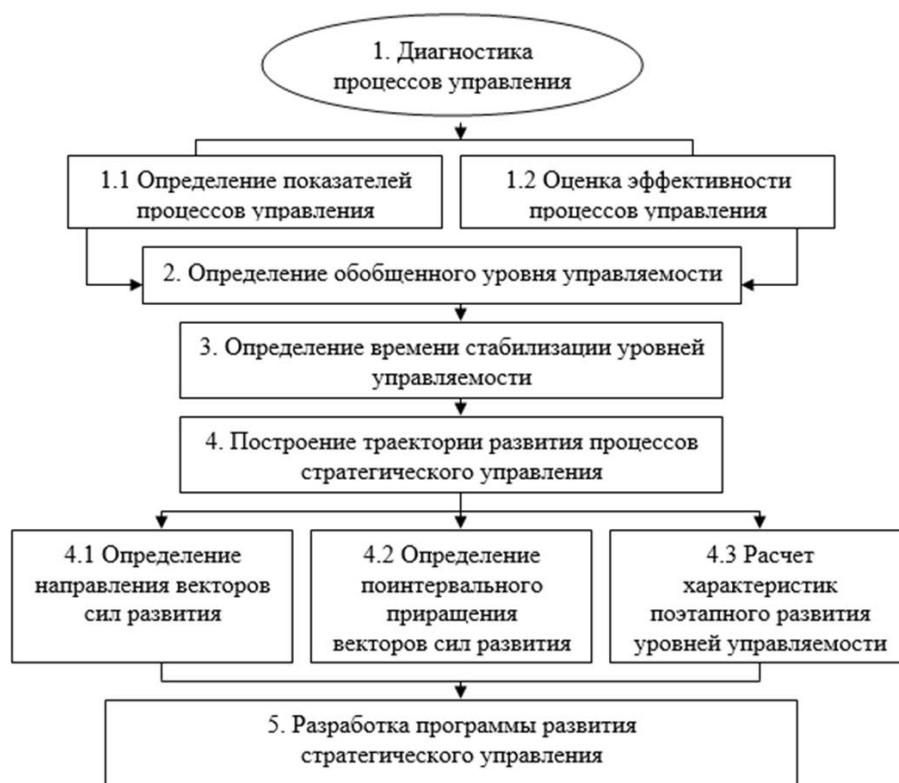 1. Диагностика
процессов управления
1.1 Определение показателей
процессов управления
1.2 Оценка эффективности
процессов управления
2. Определение обобщенного уровня управляемости
3. Определение времени стабилизации уровней
управляемости
4. Построение траектории развития процессов
стратегического управления
4.1 Определение
направления векторов
сил развития
4.2 Определение
поинтервального
приращения
векторов сил развития
4.3 Расчет
характеристик
поэтапного развития
уровней управляемости
5. Разработка программы развития
стратегического управления